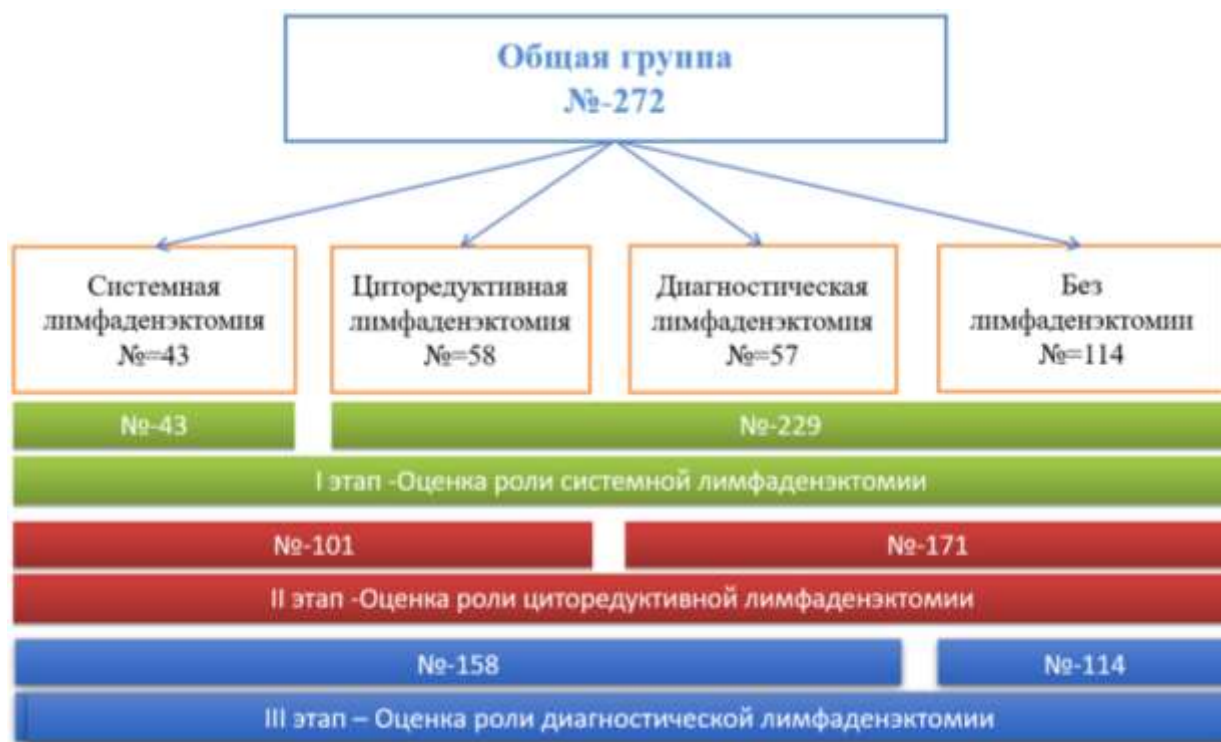 Общая группа
№-272
Системная
лимфаденэктомия
№=43
Циторедуктивная
лимфаденэктомия
№=58
Диагностическая
лимфаденэктомия
№=57
Без
лимфаденэктомии
№=114
№-43
№-229
I этап -Оценка роли системной лимфаденэктомии
№-101
№-171
II этап -Оценка роли циторедуктивной лимфаденэктомии
№-158
№-114
III этап – Оценка роли диагностической лимфаденэктомии